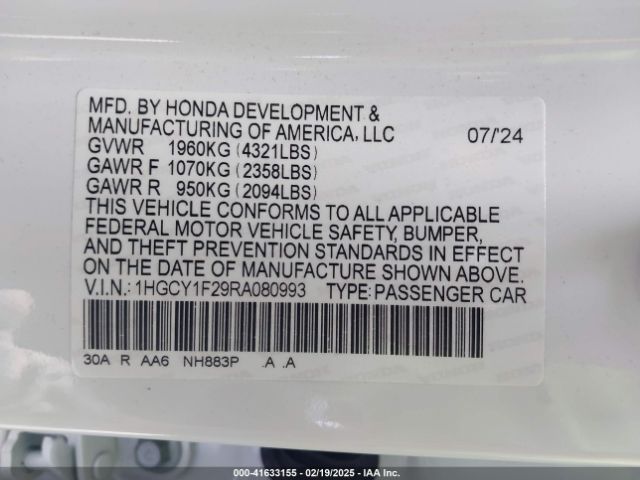 MFD. BY HONDA DEVELOPMENT &
MANUFACTURING OF AMERICA, LLC 07/'24
GVWR 1960KG (4321LBS)
GAWR F 1070KG (2358LBS)
GAWR R 950KG (2094LBS)
THIS VEHICLE CONFORMS TO ALL APPLICABLE
FEDERAL MOTOR VEHICLE SAFETY, BUMPER,
AND THEFT PREVENTION STANDARDS IN EFFECT
ON THE DATE OF MANUFACTURE SHOWN ABOVE.
V.I.N.: 1HGCY1F29RA080993 TYPE: PASSENGER CAR
30A R AA6 NH883P .A .A
000-41633155 - 02/19/2025 - IAA Inc.